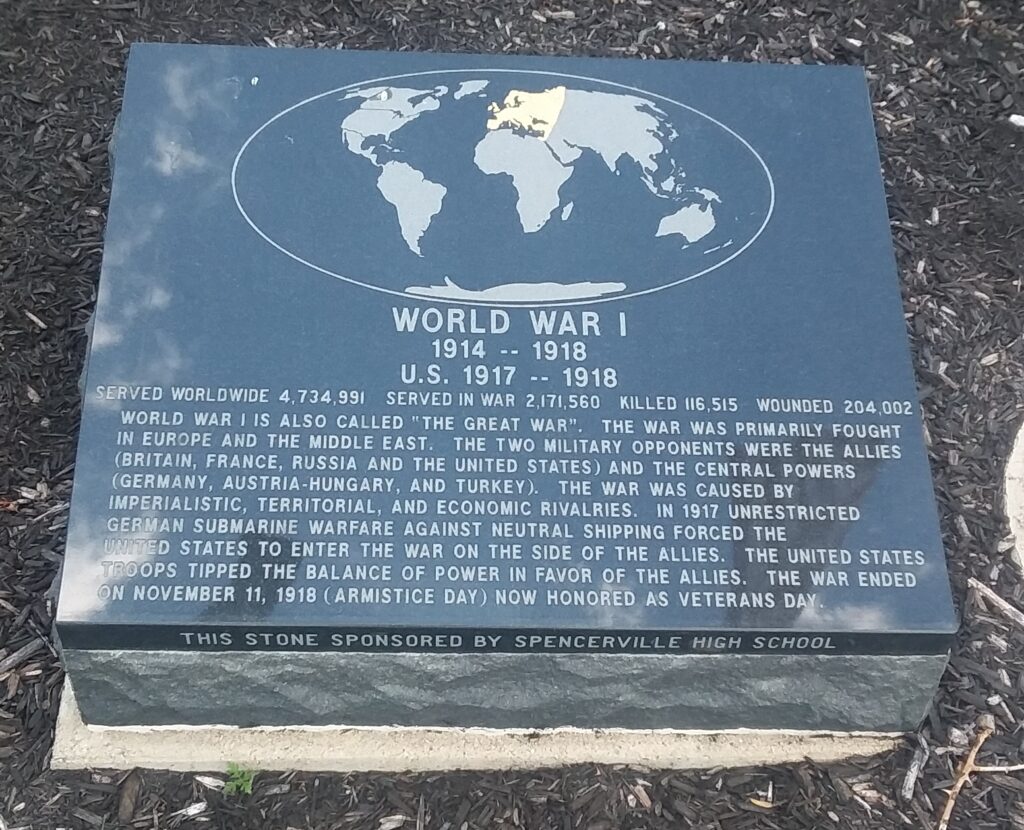 WORLD WAR I
1914 -- 1918
U.S. 1917 -- 1918
SERVED WORLDWIDE 4,734,991 SERVED IN WAR 2,171,560 KILLED 116,515 WOUNDED 204,002
WORLD WAR I IS ALSO CALLED "THE GREAT WAR". THE WAR WAS PRIMARILY FOUGHT
IN EUROPE AND THE MIDDLE EAST. THE TWO MILITARY OPPONENTS WERE THE ALLIES
(BRITAIN, FRANCE, RUSSIA AND THE UNITED STATES) AND THE CENTRAL POWERS
(GERMANY, AUSTRIA-HUNGARY, AND TURKEY). THE WAR WAS CAUSED BY
IMPERIALISTIC, TERRITORIAL, AND ECONOMIC RIVALRIES. IN 1917 UNRESTRICTED
GERMAN SUBMARINE WARFARE AGAINST NEUTRAL SHIPPING FORCED THE
UNITED STATES TO ENTER THE WAR ON THE SIDE OF THE ALLIES. THE UNITED STATES
TROOPS TIPPED THE BALANCE OF POWER IN FAVOR OF THE ALLIES. THE WAR ENDED
ON NOVEMBER 11, 1918 (ARMISTICE DAY) NOW HONORED AS VETERANS DAY.
THIS STONE SPONSORED BY SPENCERVILLE HIGH SCHOOL